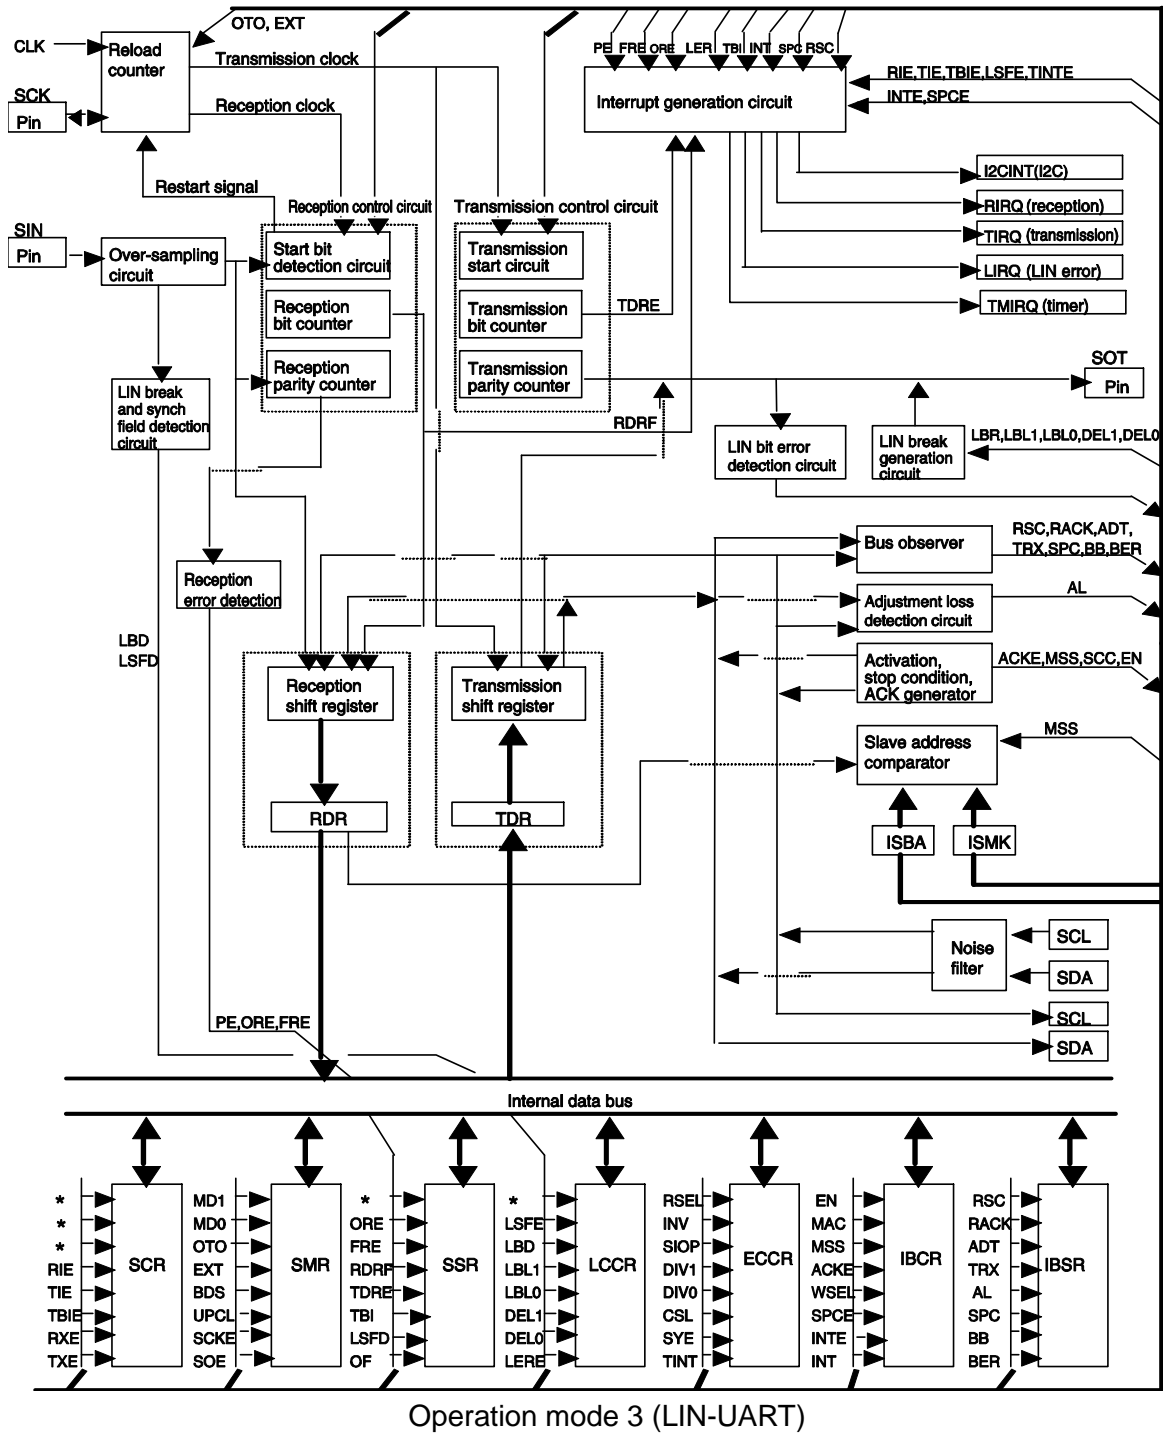 OTO, EXT
CLK
Reload
counter
Transmission clock
SCK
Pin
Reception clock
PE FRE ORE LER TBI INT SPC RSC
Interrupt generation circuit
RIE,TIE,TBIE,LSFE,TINTE
INTE,SPCE
I2CINT(I2C)
RIRQ (reception)
TIRQ (transmission)
LIRQ (LIN error)
TMIRQ (timer)
Restart signal
Reception control circuit
Transmission control circuit
SIN
Pin
Over-sampling
circuit
Start bit
detection circuit
Reception
bit counter
Reception
parity counter
Transmission
start circuit
Transmission
bit counter
Transmission
parity counter
TDRE
RDRF
SOT
Pin
LIN break
and synch
field detection
circuit
LIN bit error
detection circuit
LIN break
generation
circuit
LBR,LBL1,LBL0,DEL1,DEL0
Reception
error detection
LBD
LSFD
Bus observer
RSC,RACK,ADT,
TRX,SPC,BB,BER
Adjustment loss
detection circuit
AL
Activation,
stop condition,
ACK generator
ACKE,MSS,SCC,EN
Reception
shift register
Transmission
shift register
Slave address
comparator
MSS
RDR
TDR
ISBA
ISMK
Noise
filter
SCL
SDA
SCL
SDA
PE,ORE,FRE
Internal data bus
*
*
*
RIE
TIE
TBIE
RXE
TXE
SCR
MD1
MD0
OTO
EXT
BDS
UPCL
SCKE
SOE
SMR
*
ORE
FRE
RDRF
TDRE
TBI
LSFD
OF
SSR
*
LSFE
LBD
LBL1
LBL0
DEL1
DEL0
LERE
LCCR
RSEL
INV
SIOP
DIV1
DIV0
CSL
SYE
TINT
ECCR
EN
MAC
MSS
ACKE
WSEL
SPCE
INTE
INT
IBCR
RSC
RACK
ADT
TRX
AL
SPC
BB
BER
IBSR
Operation mode 3 (LIN-UART)